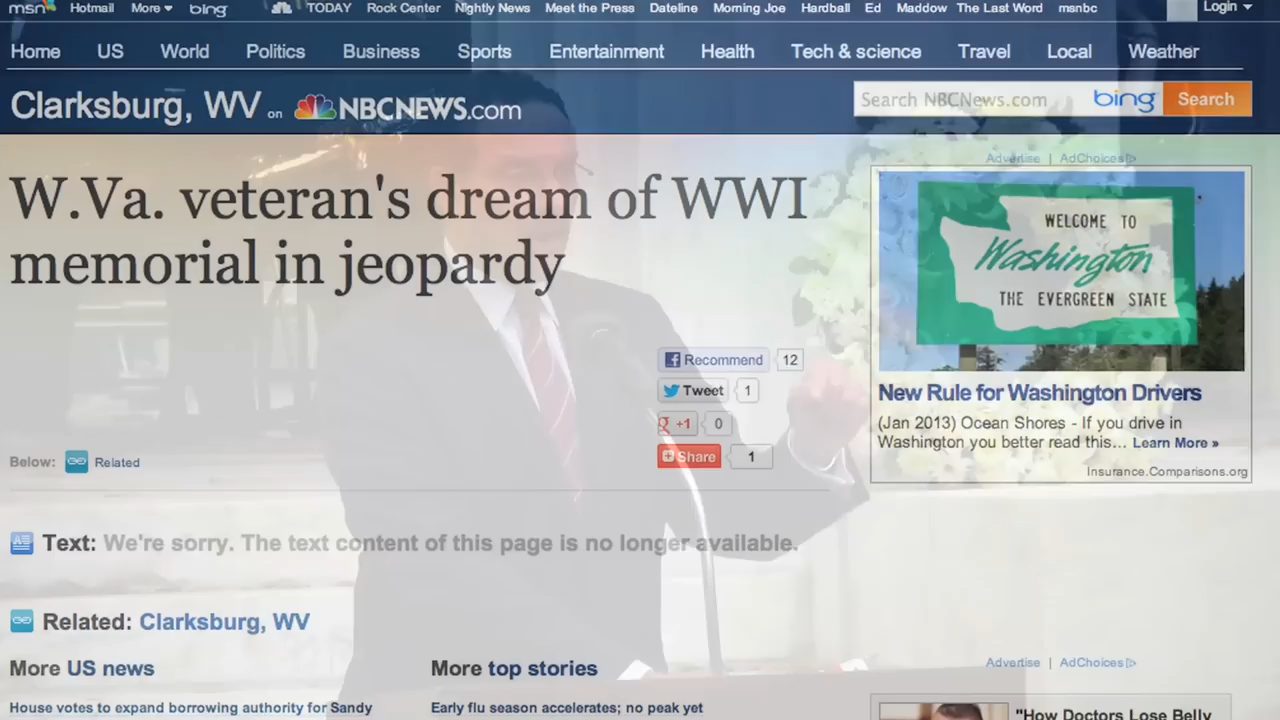 msn Hotmail More bing TODAY Rock Center Nightly News Meet the Press Dateline Morning Joe Hardball Ed Maddow The Last Word msnbc Login
Home US World Politics Business Sports Entertainment Health Tech & science Travel Local Weather
Clarksburg, WV on NBCNEWS.com
Search NBCNews.com bing Search
Advertise | AdChoices
W.Va. veteran's dream of WWI
memorial in jeopardy
WELCOME TO
Washington
THE EVERGREEN STATE
Recommend 12
Tweet 1
g +1 0
Share 1
New Rule for Washington Drivers
(Jan 2013) Ocean Shores - If you drive in
Washington you better read this... Learn More »
Insurance.Comparisons.org
Below: Related
Text: We're sorry. The text content of this page is no longer available.
Related: Clarksburg, WV
More US news
More top stories
Advertise | AdChoices
House votes to expand borrowing authority for Sandy
Early flu season accelerates; no peak yet
"How Doctors Lose Belly